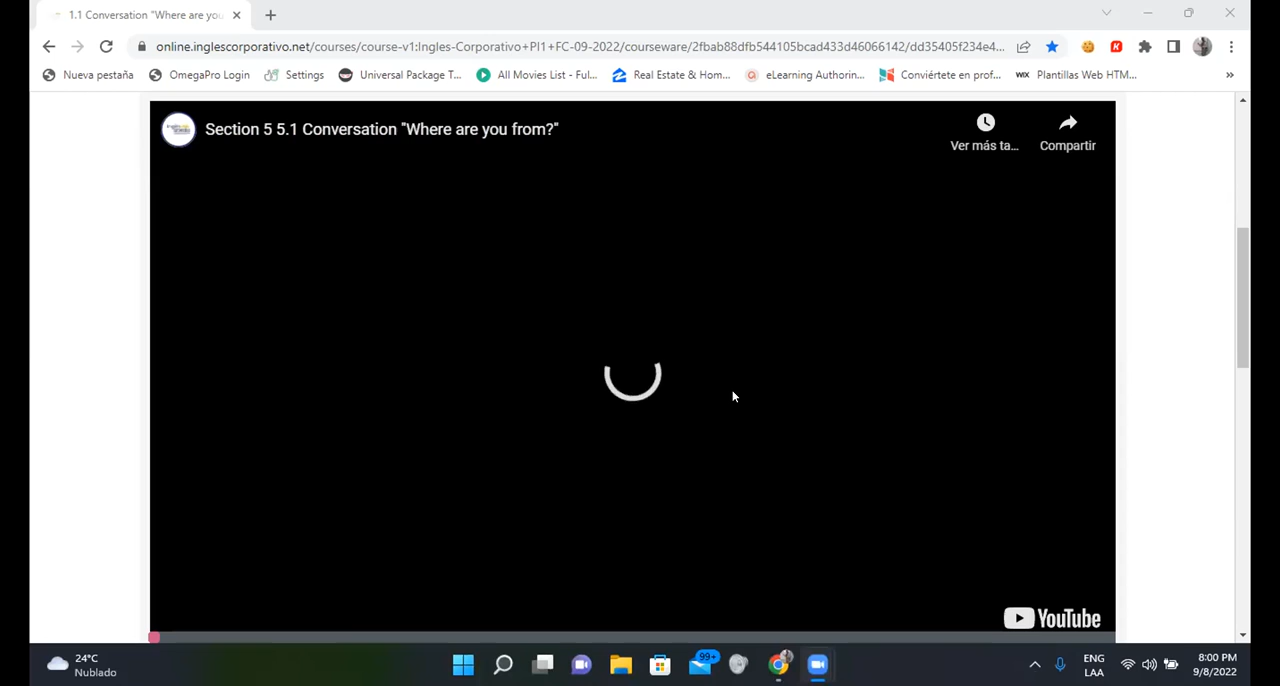 1.1 Conversation "Where are you
online.inglescorporativo.net/courses/course-v1:Ingles-Corporativo+PI1+FC-09-2022/courseware/2fbab88dfb544105bcad433d46066142/dd35405f234e4...
Nueva pestaña OmegaPro Login Settings Universal Package T... All Movies List - Ful... Real Estate & Hom... eLearning Authorin... Conviértete en prof... WIX Plantillas Web HTM... »
Section 5 5.1 Conversation "Where are you from?"
Ver más ta... Compartir
YouTube
24°C
Nublado
99+
ENG
LAA
8:00 PM
9/8/2022